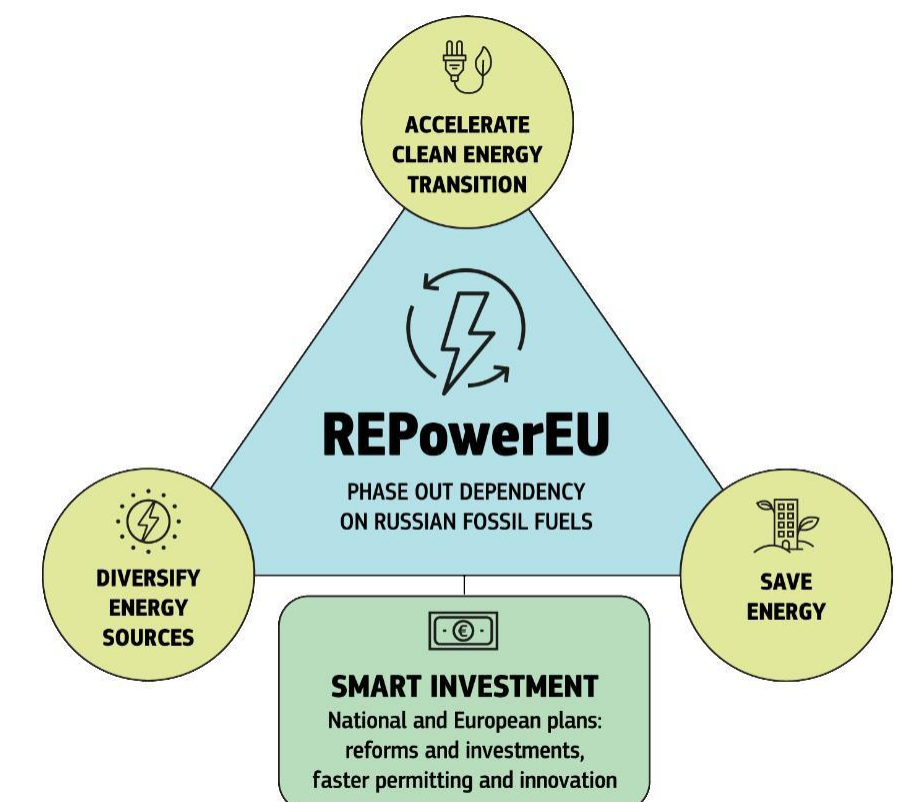 ACCELERATE
CLEAN ENERGY
TRANSITION
REPowerEU
PHASE OUT DEPENDENCY
ON RUSSIAN FOSSIL FUELS
DIVERSIFY
ENERGY
SOURCES
SAVE
ENERGY
€
SMART INVESTMENT
National and European plans:
reforms and investments,
faster permitting and innovation